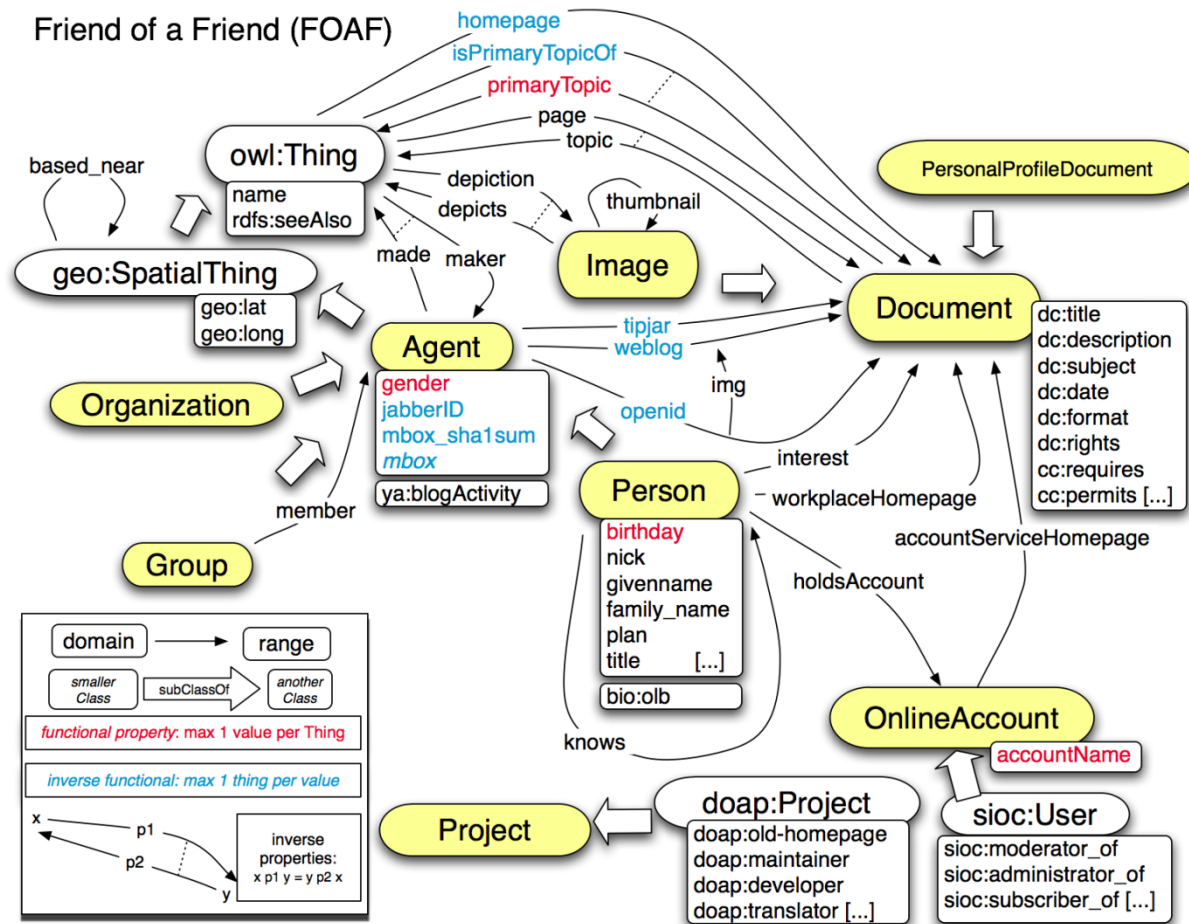 Friend of a Friend (FOAF)
homepage
isPrimaryTopicOf
primaryTopic
page
topic
owl:Thing
name
rdfs:seeAlso
based_near
depiction
depicts
thumbnail
PersonalProfileDocument
made
maker
Image
geo:SpatialThing
geo:lat
geo:long
Document
dc:title
dc:description
dc:subject
dc:date
dc:format
dc:rights
cc:requires
cc:permits [...]
Agent
gender
jabberID
mbox_sha1sum
mbox
ya:blogActivity
tipjar
weblog
img
openid
Organization
member
Group
interest
workplaceHomepage
accountServiceHomepage
holdsAccount
Person
birthday
nick
givenname
family_name
plan
title [...]
bio:olb
knows
OnlineAccount
accountName
sioc:User
sioc:moderator_of
sioc:administrator_of
sioc:subscriber_of [...]
Project
doap:Project
doap:old-homepage
doap:maintainer
doap:developer
doap:translator [...]
domain
range
smaller
Class
subClassOf
another
Class
functional property: max 1 value per Thing
inverse functional: max 1 thing per value
x
p1
p2
y
inverse
properties:
x p1 y = y p2 x